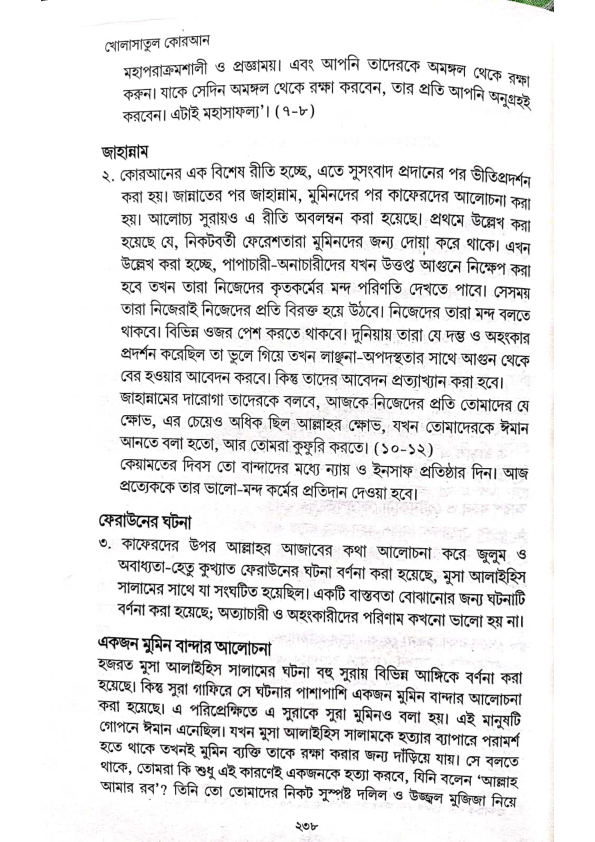 খোলাসাতুল কোরআন
মহাপরাক্রমশালী ও প্রজ্ঞাময়। এবং আপনি তাদেরকে অমঙ্গল থেকে রক্ষা
করুন। যাকে সেদিন অমঙ্গল থেকে রক্ষা করবেন, তার প্রতি আপনি অনুগ্রহই
করবেন। এটাই মহাসাফল্য'। (৭-৮)
জাহান্নাম
২. কোরআনের এক বিশেষ রীতি হচ্ছে, এতে সুসংবাদ প্রদানের পর ভীতিপ্রদর্শন
করা হয়। জান্নাতের পর জাহান্নাম, মুমিনদের পর কাফেরদের আলোচনা করা
হয়। আলোচ্য সুরায়ও এ রীতি অবলম্বন করা হয়েছে। প্রথমে উল্লেখ করা
হয়েছে যে, নিকটবর্তী ফেরেশতারা মুমিনদের জন্য দোয়া করে থাকে। এখন
উল্লেখ করা হচ্ছে, পাপাচারী-অনাচারীদের যখন উত্তপ্ত আগুনে নিক্ষেপ করা
হবে তখন তারা নিজেদের কৃতকর্মের মন্দ পরিণতি দেখতে পাবে। সেসময়
তারা নিজেরাই নিজেদের প্রতি বিরক্ত হয়ে উঠবে। নিজেদের তারা মন্দ বলতে
থাকবে। বিভিন্ন ওজর পেশ করতে থাকবে। দুনিয়ায় তারা যে দম্ভ ও অহংকার
প্রদর্শন করেছিল তা ভুলে গিয়ে তখন লাঞ্ছনা-অপদস্থতার সাথে আগুন থেকে
বের হওয়ার আবেদন করবে। কিন্তু তাদের আবেদন প্রত্যাখ্যান করা হবে।
জাহান্নামের দারোগা তাদেরকে বলবে, আজকে নিজেদের প্রতি তোমাদের যে
ক্ষোভ, এর চেয়েও অধিক ছিল আল্লাহর ক্ষোভ, যখন তোমাদেরকে ঈমান
আনতে বলা হতো, আর তোমরা কুফুরি করতে। (১০-১২)
কেয়ামতের দিবস তো বান্দাদের মধ্যে ন্যায় ও ইনসাফ প্রতিষ্ঠার দিন। আজ
প্রত্যেককে তার ভালো-মন্দ কর্মের প্রতিদান দেওয়া হবে।
ফেরাউনের ঘটনা
৩. কাফেরদের উপর আল্লাহর আজাবের কথা আলোচনা করে জুলুম ও
অবাধ্যতা-হেতু কুখ্যাত ফেরাউনের ঘটনা বর্ণনা করা হয়েছে, মুসা আলাইহিস
সালামের সাথে যা সংঘটিত হয়েছিল। একটি বাস্তবতা বোঝানোর জন্য ঘটনাটি
বর্ণনা করা হয়েছে; অত্যাচারী ও অহংকারীদের পরিণাম কখনো ভালো হয় না।
একজন মুমিন বান্দার আলোচনা
হজরত মুসা আলাইহিস সালামের ঘটনা বহু সুরায় বিভিন্ন আঙ্গিকে বর্ণনা করা
হয়েছে। কিন্তু সুরা গাফিরে সে ঘটনার পাশাপাশি একজন মুমিন বান্দার আলোচনা
করা হয়েছে। এ পরিপ্রেক্ষিতে এ সুরাকে সুরা মুমিনও বলা হয়। এই মানুষটি
গোপনে ঈমান এনেছিল। যখন মুসা আলাইহিস সালামকে হত্যার ব্যাপারে পরামর্শ
হতে থাকে তখনই মুমিন ব্যক্তি তাকে রক্ষা করার জন্য দাঁড়িয়ে যায়। সে বলতে
থাকে, তোমরা কি শুধু এই কারণেই একজনকে হত্যা করবে, যিনি বলেন 'আল্লাহ
আমার রব'? তিনি তো তোমাদের নিকট সুস্পষ্ট দলিল ও উজ্জ্বল মুজিজা নিয়ে
২৩৮